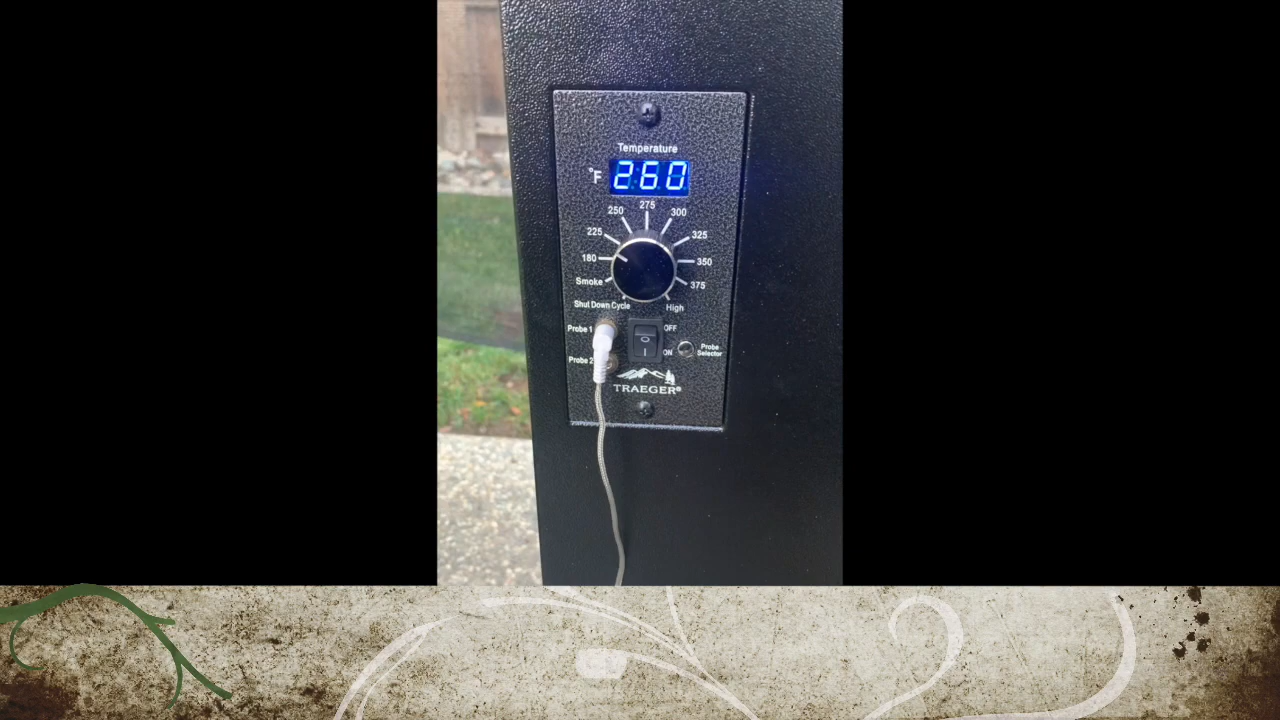 Temperature
°F 260
275
250 300
225 325
180 350
Smoke 375
Shut Down Cycle High
Probe 1 OFF
Probe 2 ON Probe
Selector
TRAEGER®